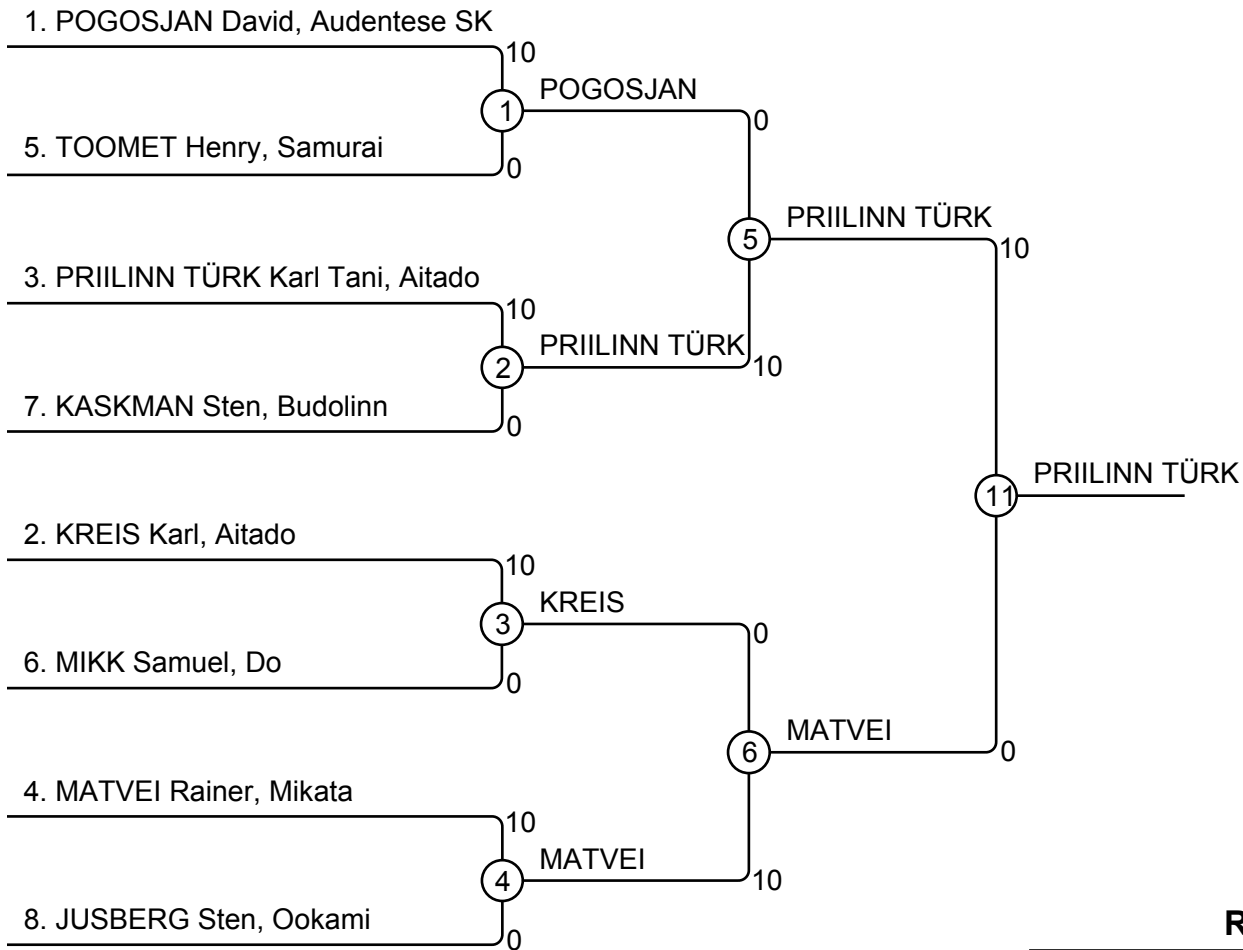 1. POGOSJAN David, Audentese SK
10
1
POGOSJAN
0
5. TOOMET Henry, Samurai
0
5
PRIILINN TÜRK
10
3. PRIILINN TÜRK Karl Tani, Aitado
10
2
PRIILINN TÜRK
10
7. KASKMAN Sten, Budolinn
0
11
PRIILINN TÜRK
2. KREIS Karl, Aitado
10
3
KREIS
0
6. MIKK Samuel, Do
0
6
MATVEI
0
4. MATVEI Rainer, Mikata
10
4
MATVEI
10
8. JUSBERG Sten, Ookami
0
R